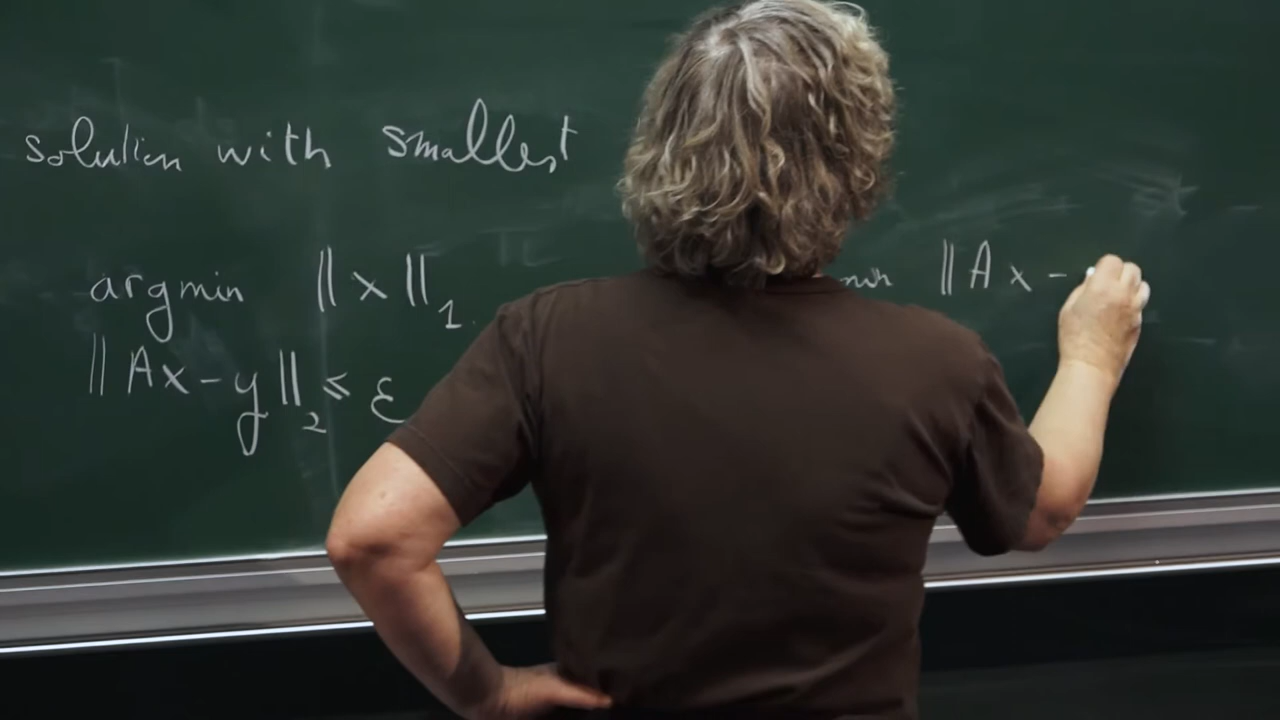 solution with smallest
argmin ‖x‖₁
‖Ax-y‖₂ ≤ ε
‖Ax-